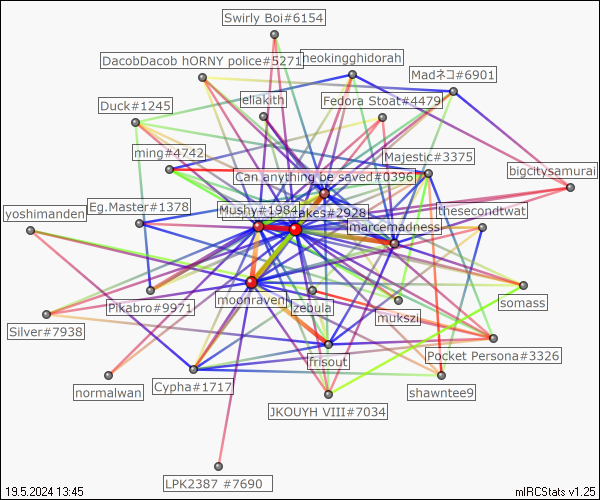 Swirly Boi#6154
DacobDacob hORNY police#5271
heokingghidorah
Madネコ#6901
ellakith
Fedora Stoat#4479
Duck#1245
ming#4742
Majestic#3375
bigcitysamurai
Can anything be saved#0396
yoshimanden
Eg.Master#1378
Mushy#1984
akes#2928
thesecondtwat
marcemadness
moonraven
zebula
somass
Pikabro#9971
mukszi
Silver#7938
frisout
Pocket Persona#3326
normalwan
Cypha#1717
shawntee9
JKOUYH VIII#7034
LPK2387 #7690
19.5.2024 13:45
mIRCStats v1.25